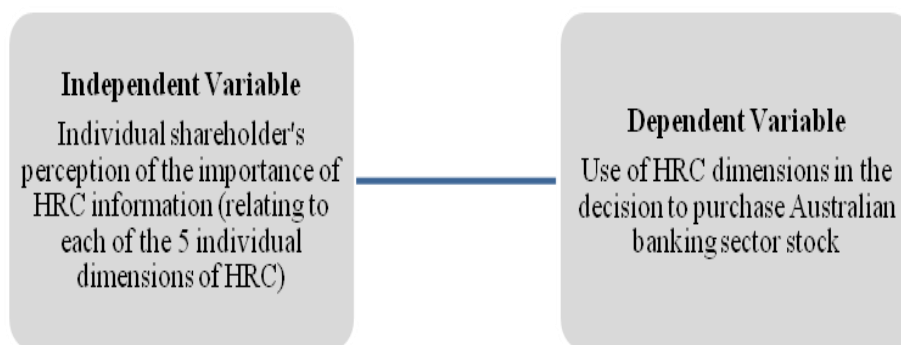 Independent Variable
Individual shareholder's
perception of the importance of
HRC information (relating to
each of the 5 individual
dimensions of HRC)
Dependent Variable
Use of HRC dimensions in the
decision to purchase Australian
banking sector stock